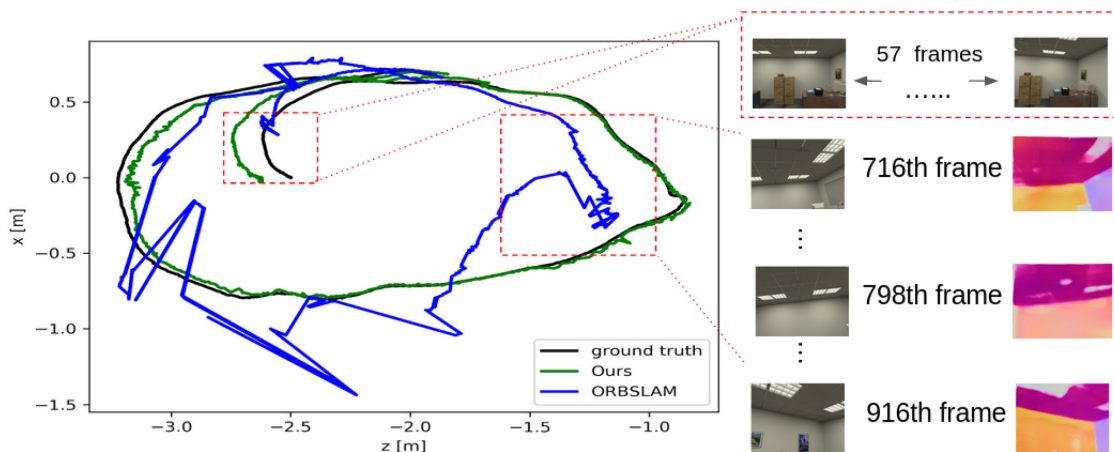 0.5
0.0
−0.5
−1.0
−1.5
x [m]
−3.0 −2.5 −2.0 −1.5 −1.0
z [m]
ground truth
Ours
ORBSLAM
57 frames
......
716th frame
798th frame
916th frame